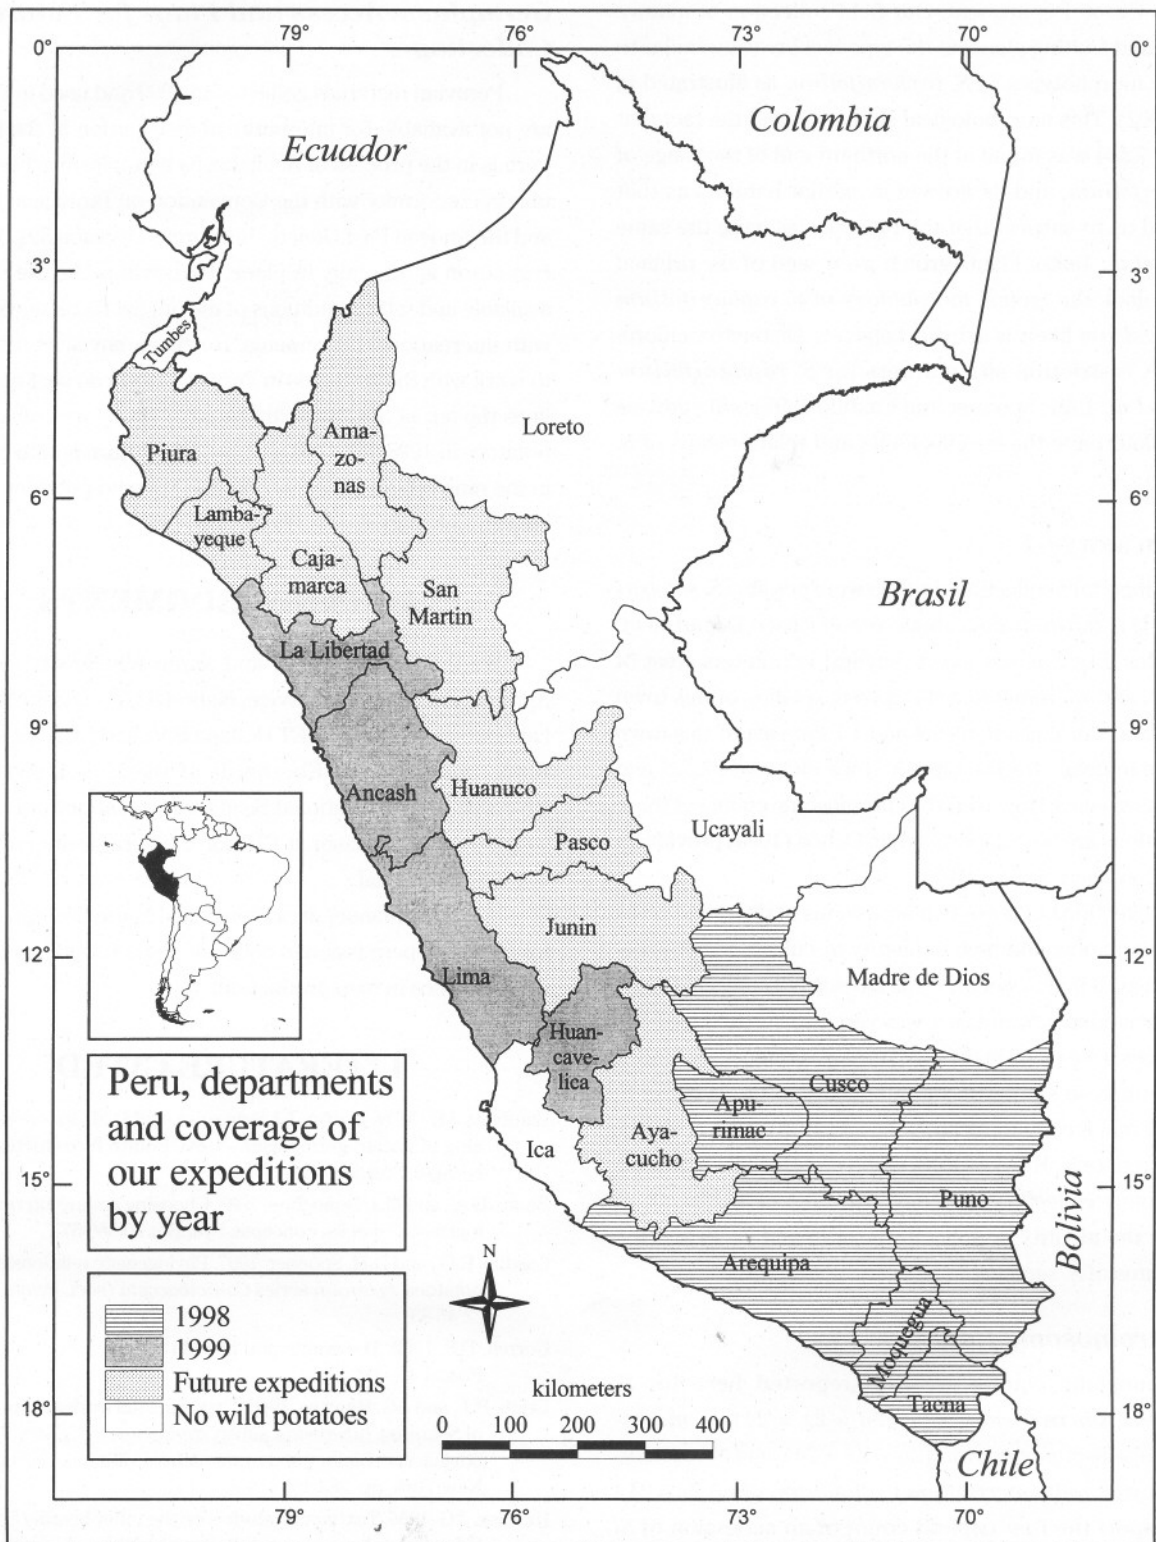 79°
76°
73°
70°
0°
0°
Ecuador
Colombia
3°
3°
Tumbes
Piura
Ama-
zo-
nas
Loreto
6°
6°
Lamba-
yeque
Caja-
marca
San
Martin
Brasil
La Libertad
9°
9°
Ancash
Huanuco
Pasco
Ucayali
Junin
12°
12°
Lima
Madre de Dios
Huan-
cave-
lica
Cusco
Apu-
rimac
Ica
Aya-
cucho
15°
15°
Puno
Bolivia
Arequipa
Moquegua
Tacna
18°
18°
Chile
Peru, departments
and coverage of
our expeditions
by year
N
1998
1999
Future expeditions
No wild potatoes
kilometers
0 100 200 300 400
79°
76°
73°
70°